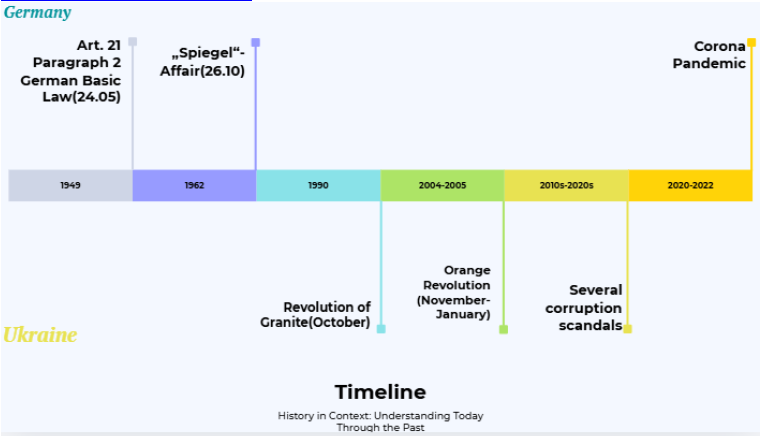 Germany
Art. 21
Paragraph 2
German Basic
Law(24.05)
„Spiegel“-
Affair(26.10)
Corona
Pandemic
1949
1962
1990
2004-2005
2010s-2020s
2020-2022
Revolution of
Granite(October)
Orange
Revolution
(November-
January)
Several
corruption
scandals
Ukraine
Timeline
History in Context: Understanding Today
Through the Past